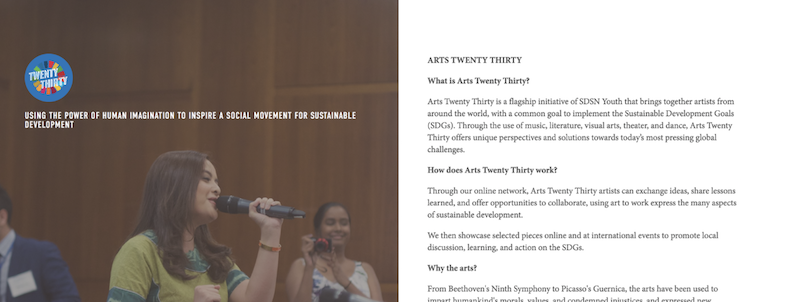 TWENTY
THIRTY
USING THE POWER OF HUMAN IMAGINATION TO INSPIRE A SOCIAL MOVEMENT FOR SUSTAINABLE
DEVELOPMENT
ARTS TWENTY THIRTY
What is Arts Twenty Thirty?
Arts Twenty Thirty is a flagship initiative of SDSN Youth that brings together artists from
around the world, with a common goal to implement the Sustainable Development Goals
(SDGs). Through the use of music, literature, visual arts, theater, and dance, Arts Twenty
Thirty offers unique perspectives and solutions towards today's most pressing global
challenges.
How does Arts Twenty Thirty work?
Through our online network, Arts Twenty Thirty artists can exchange ideas, share lessons
learned, and offer opportunities to collaborate, using art to work express the many aspects
of sustainable development.
We then showcase selected pieces online and at international events to promote local
discussion, learning, and action on the SDGs.
Why the arts?
From Beethoven's Ninth Symphony to Picasso's Guernica, the arts have been used to
impart humankind's morals, values, and condemned injustices, and expressed new